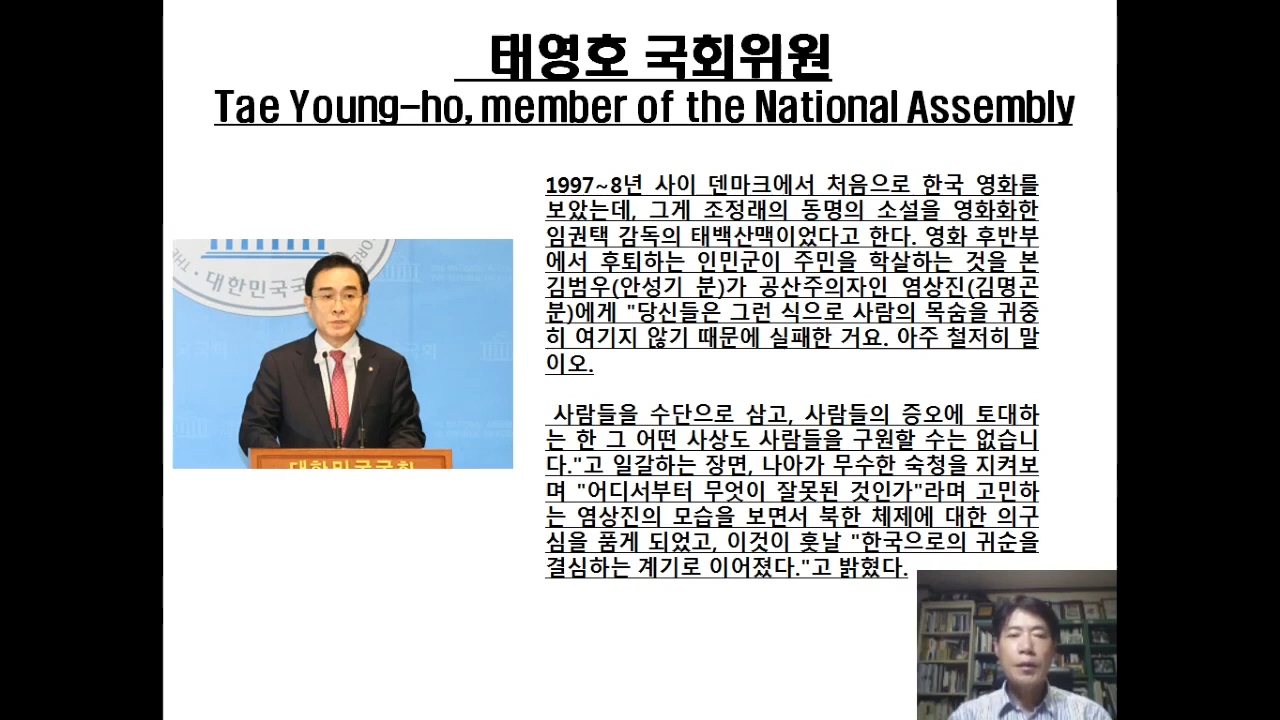 태영호 국회위원
Tae Young-ho, member of the National Assembly
1997~8년 사이 덴마크에서 처음으로 한국 영화를
보았는데, 그게 조정래의 동명의 소설을 영화화한
임권택 감독의 태백산맥이었다고 한다. 영화 후반부
에서 후퇴하는 인민군이 주민을 학살하는 것을 본
김범우(안성기 분)가 공산주의자인 염상진(김명곤
분)에게 "당신들은 그런 식으로 사람의 목숨을 귀중
히 여기지 않기 때문에 실패한 거요. 아주 철저히 말
이오.
사람들을 수단으로 삼고, 사람들의 증오에 토대하
는 한 그 어떤 사상도 사람들을 구원할 수는 없습니
다."고 일갈하는 장면, 나아가 무수한 숙청을 지켜보
며 "어디서부터 무엇이 잘못된 것인가"라며 고민하
는 염상진의 모습을 보면서 북한 체제에 대한 의구
심을 품게 되었고, 이것이 훗날 "한국으로의 귀순을
결심하는 계기로 이어졌다."고 밝혔다.
대한민국국
대한민국국회